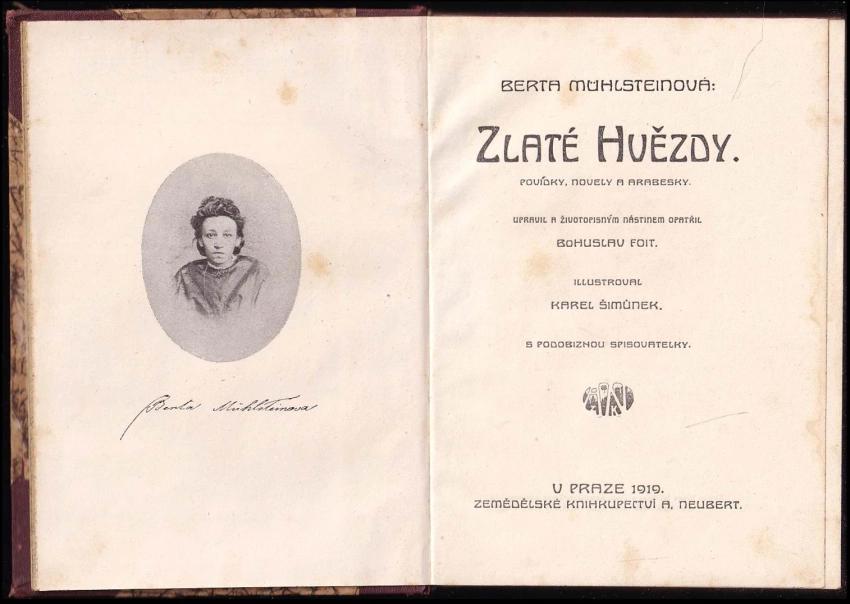 Berta Mühlsteinova
BERTA MÜHLSTEINOVÁ:
ZLATÉ HVĚZDY.
POVÍDKY, NOVELY A ARABESKY.
UPRAVIL A ŽIVOTOPISNÝM NÁSTINEM OPATŘIL
BOHUSLAV FOIT.
ILLUSTROVAL
KAREL ŠIMŮNEK.
S PODOBIZNOU SPISOVATELKY.
V PRAZE 1919.
ZEMĚDĚLSKÉ KNIHKUPECTVÍ A. NEUBERT.